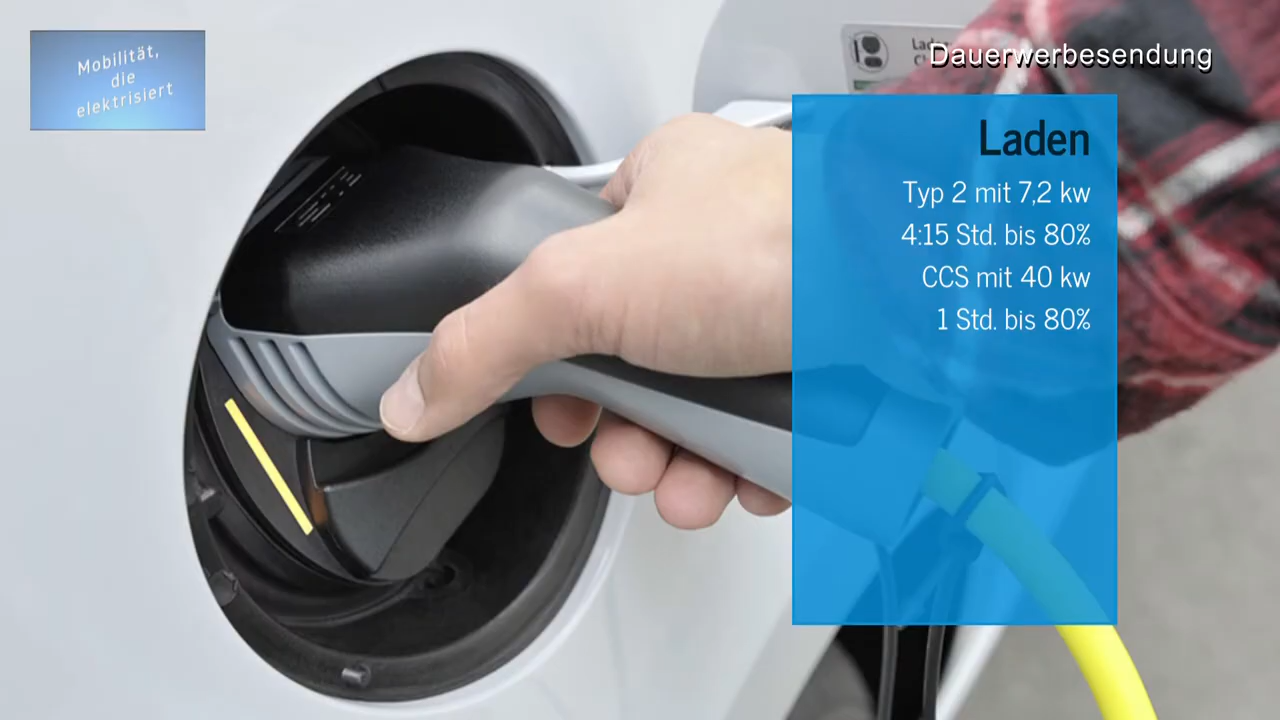 Mobilität,
die
elektrisiert
Dauerwerbesendung
Laden
Typ 2 mit 7,2 kw
4:15 Std. bis 80%
CCS mit 40 kw
1 Std. bis 80%